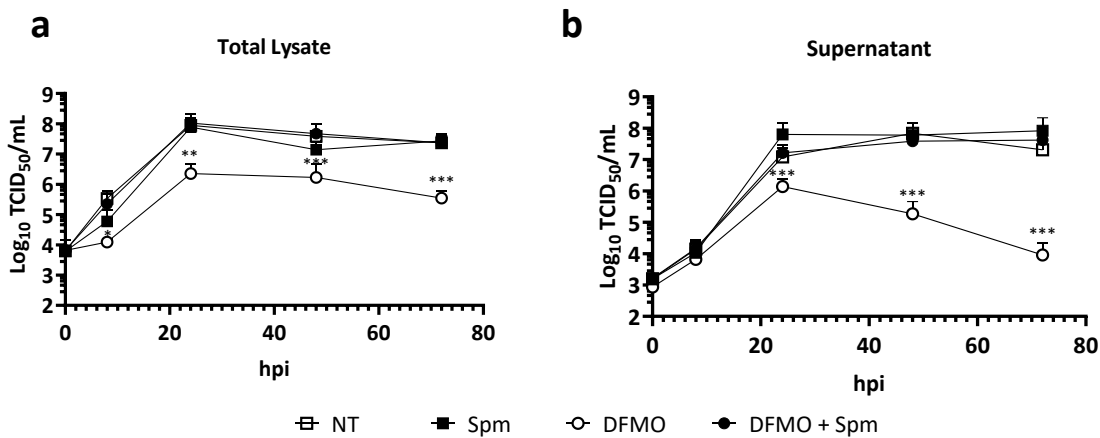 a
Total Lysate
Log10 TCID50/mL
9
8
7
6
5
4
3
2
**
***
***
*
0 20 40 60 80
hpi
b
Supernatant
Log10 TCID50/mL
9
8
7
6
5
4
3
2
***
***
***
0 20 40 60 80
hpi
NT Spm DFMO DFMO + Spm